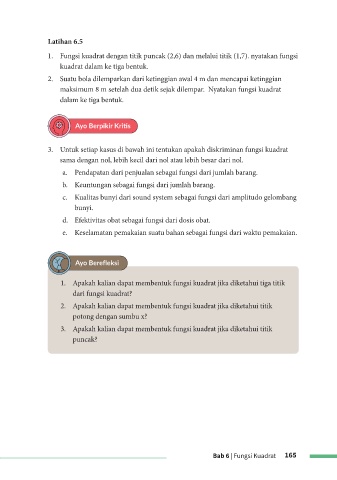 Latihan 6.5
1. Fungsi kuadrat dengan titik puncak (2,6) dan melalui titik (1,7). nyatakan fungsi
kuadrat dalam ke tiga bentuk.
2. Suatu bola dilemparkan dari ketinggian awal 4 m dan mencapai ketinggian
maksimum 8 m setelah dua detik sejak dilempar. Nyatakan fungsi kuadrat
dalam ke tiga bentuk.
Ayo Berpikir Kritis
3. Untuk setiap kasus di bawah ini tentukan apakah diskriminan fungsi kuadrat
sama dengan nol, lebih kecil dari nol atau lebih besar dari nol.
a. Pendapatan dari penjualan sebagai fungsi dari jumlah barang.
b. Keuntungan sebagai fungsi dari jumlah barang.
c. Kualitas bunyi dari sound system sebagai fungsi dari amplitudo gelombang
bunyi.
d. Efektivitas obat sebagai fungsi dari dosis obat.
e. Keselamatan pemakaian suatu bahan sebagai fungsi dari waktu pemakaian.
Ayo Berefleksi
1. Apakah kalian dapat membentuk fungsi kuadrat jika diketahui tiga titik
dari fungsi kuadrat?
2. Apakah kalian dapat membentuk fungsi kuadrat jika diketahui titik
potong dengan sumbu x?
3. Apakah kalian dapat membentuk fungsi kuadrat jika diketahui titik
puncak?
Bab 6 | Fungsi Kuadrat 165